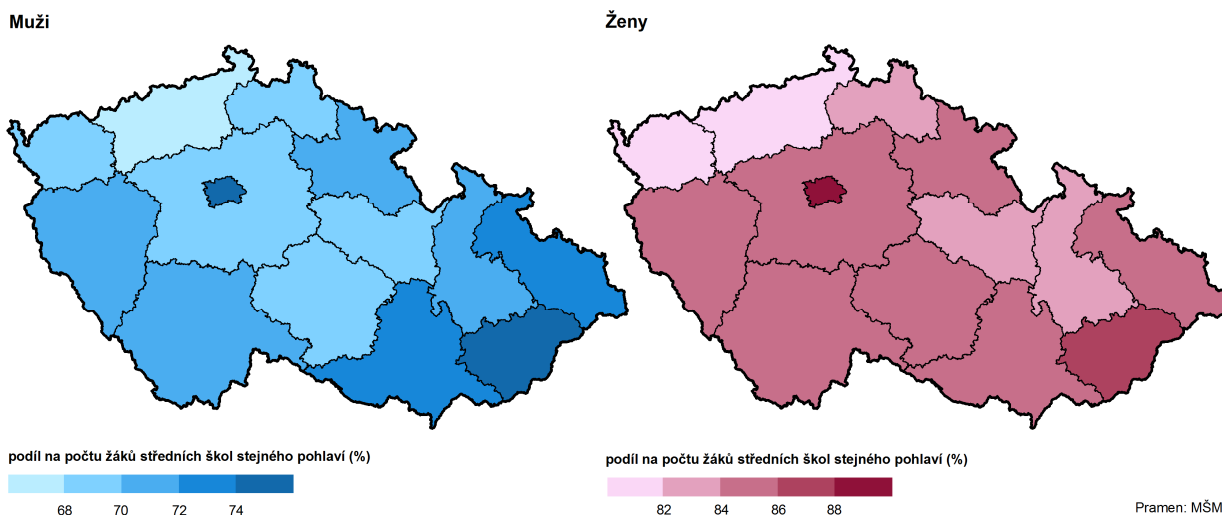 Muži
Ženy
podíl na počtu žáků středních škol stejného pohlaví (%)
68 70 72 74
podíl na počtu žáků středních škol stejného pohlaví (%)
82 84 86 88
Pramen: MŠM